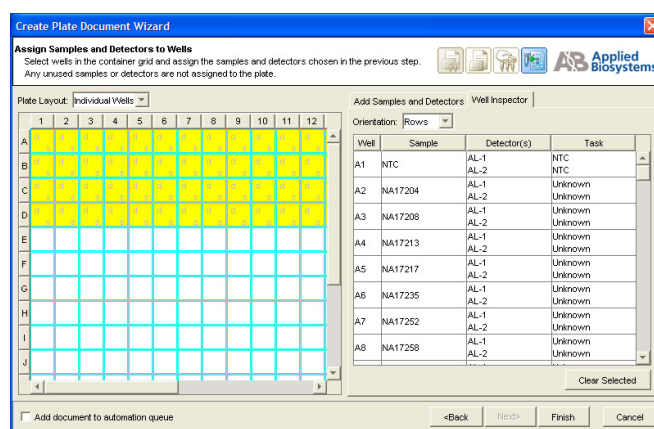 Create Plate Document Wizard
Assign Samples and Detectors to Wells
Select wells in the container grid and assign the samples and detectors chosen in the previous step.
Any unused samples or detectors are not assigned to the plate.
AB Applied
Biosystems
Plate Layout: Individual Wells
Add Samples and Detectors Well Inspector
Orientation: Rows
1 2 3 4 5 6 7 8 9 10 11 12
A
B
C
D
E
F
G
H
I
J
Well Sample Detector(s) Task
A1 NTC AL-1 NTC
AL-2 NTC
A2 NA17204 AL-1 Unknown
AL-2 Unknown
A3 NA17208 AL-1 Unknown
AL-2 Unknown
A4 NA17213 AL-1 Unknown
AL-2 Unknown
A5 NA17217 AL-1 Unknown
AL-2 Unknown
A6 NA17235 AL-1 Unknown
AL-2 Unknown
A7 NA17252 AL-1 Unknown
AL-2 Unknown
A8 NA17258 AL-1 Unknown
AL-2 Unknown
Clear Selected
Add document to automation queue
<Back Next> Finish Cancel